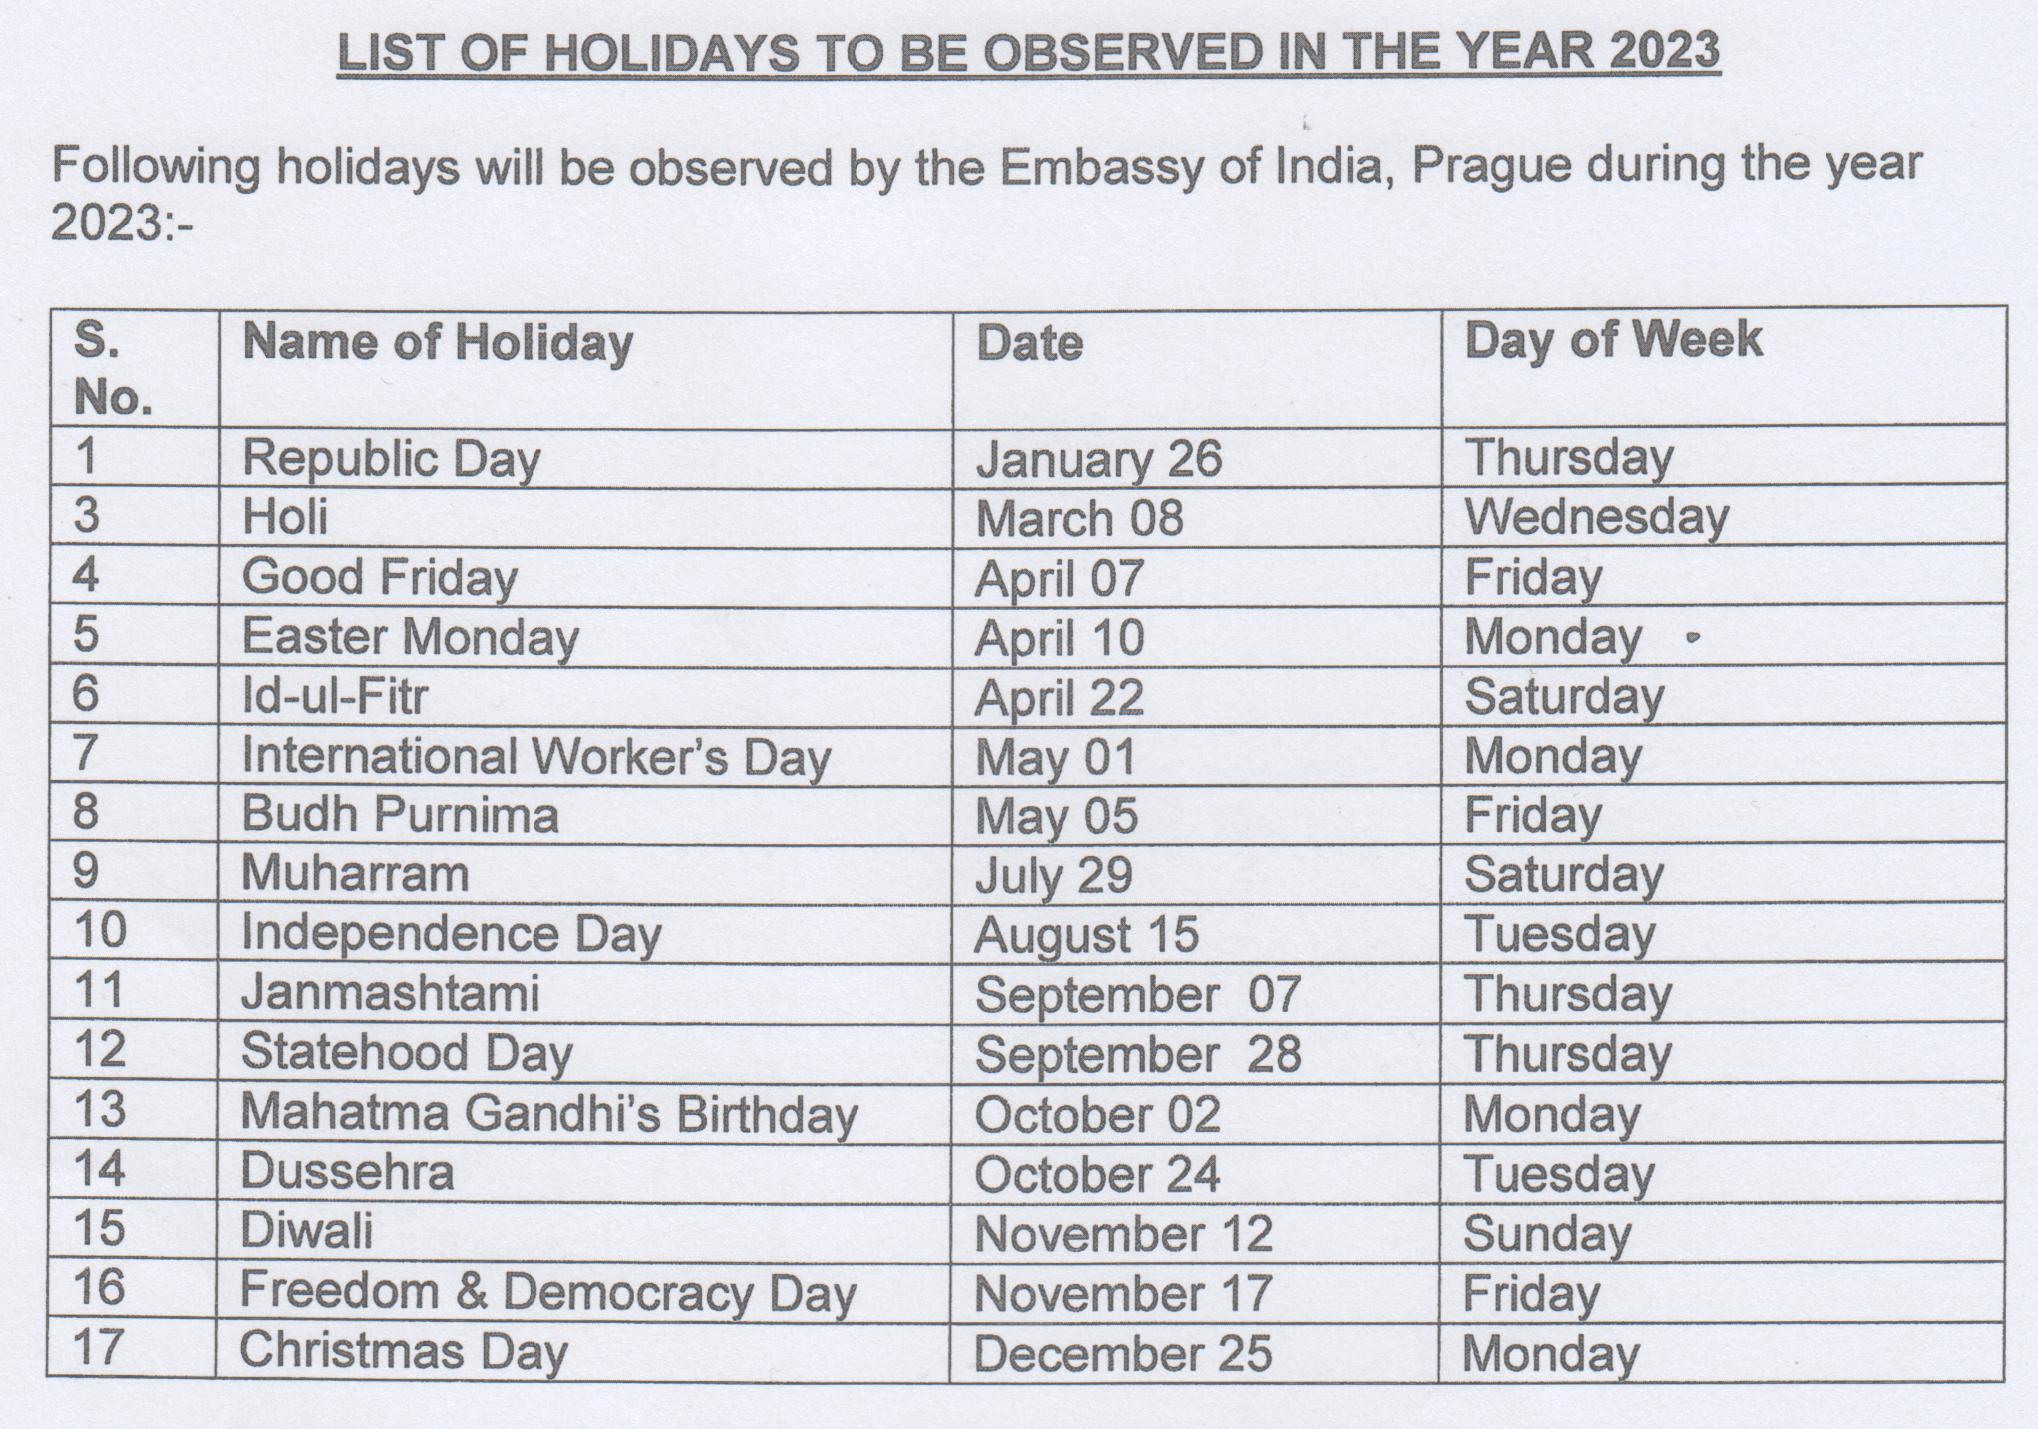 LIST OF HOLIDAYS TO BE OBSERVED IN THE YEAR 2023
Following holidays will be observed by the Embassy of India, Prague during the year
2023:-
S. No. Name of Holiday Date Day of Week
1 Republic Day January 26 Thursday
3 Holi March 08 Wednesday
4 Good Friday April 07 Friday
5 Easter Monday April 10 Monday
6 Id-ul-Fitr April 22 Saturday
7 International Worker’s Day May 01 Monday
8 Budh Purnima May 05 Friday
9 Muharram July 29 Saturday
10 Independence Day August 15 Tuesday
11 Janmashtami September 07 Thursday
12 Statehood Day September 28 Thursday
13 Mahatma Gandhi’s Birthday October 02 Monday
14 Dussehra October 24 Tuesday
15 Diwali November 12 Sunday
16 Freedom & Democracy Day November 17 Friday
17 Christmas Day December 25 Monday